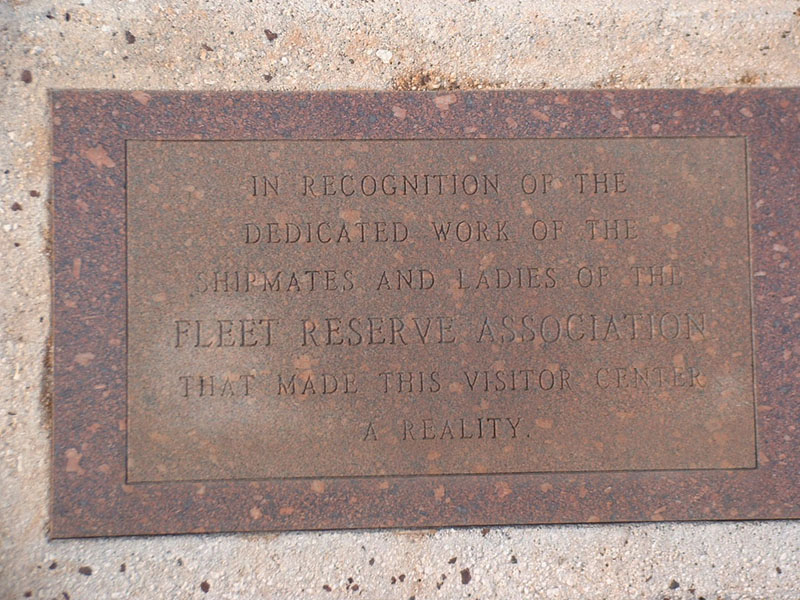 IN RECOGNITION OF THE
DEDICATED WORK OF THE
SHIPMATES AND LADIES OF THE
FLEET RESERVE ASSOCIATION
THAT MADE THIS VISITOR CENTER
A REALITY.